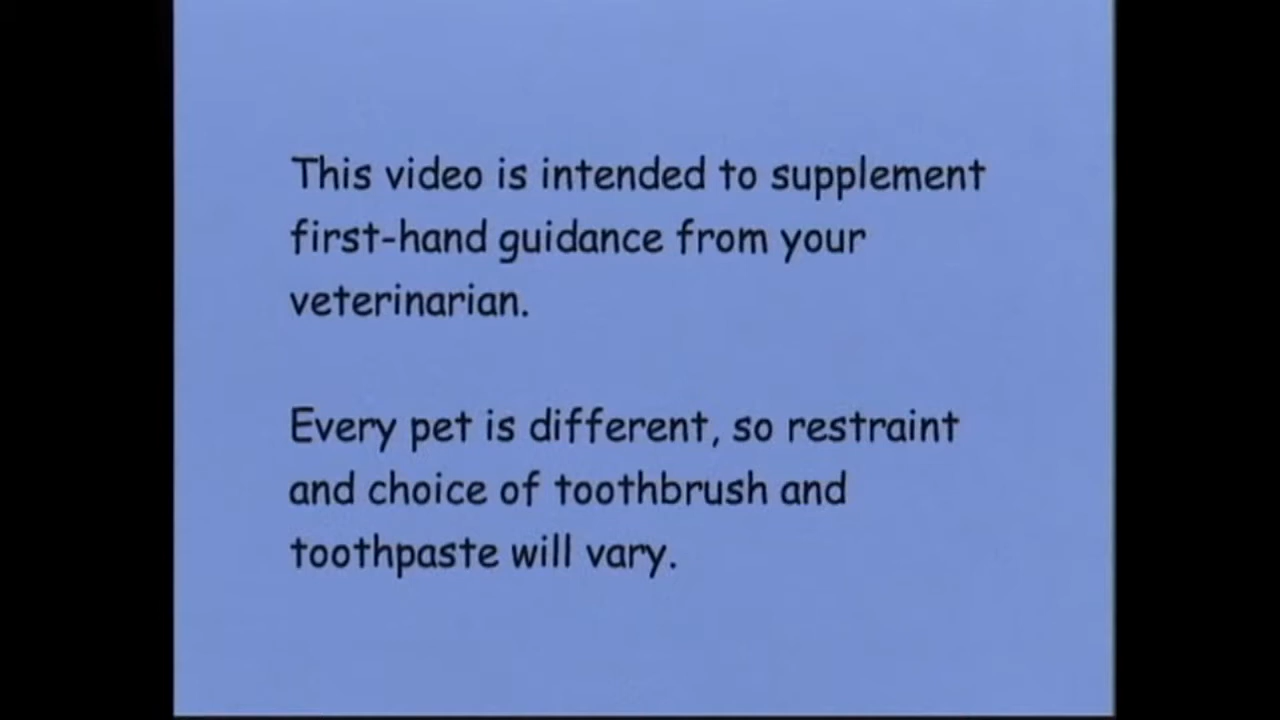 This video is intended to supplement
first-hand guidance from your
veterinarian.
Every pet is different, so restraint
and choice of toothbrush and
toothpaste will vary.